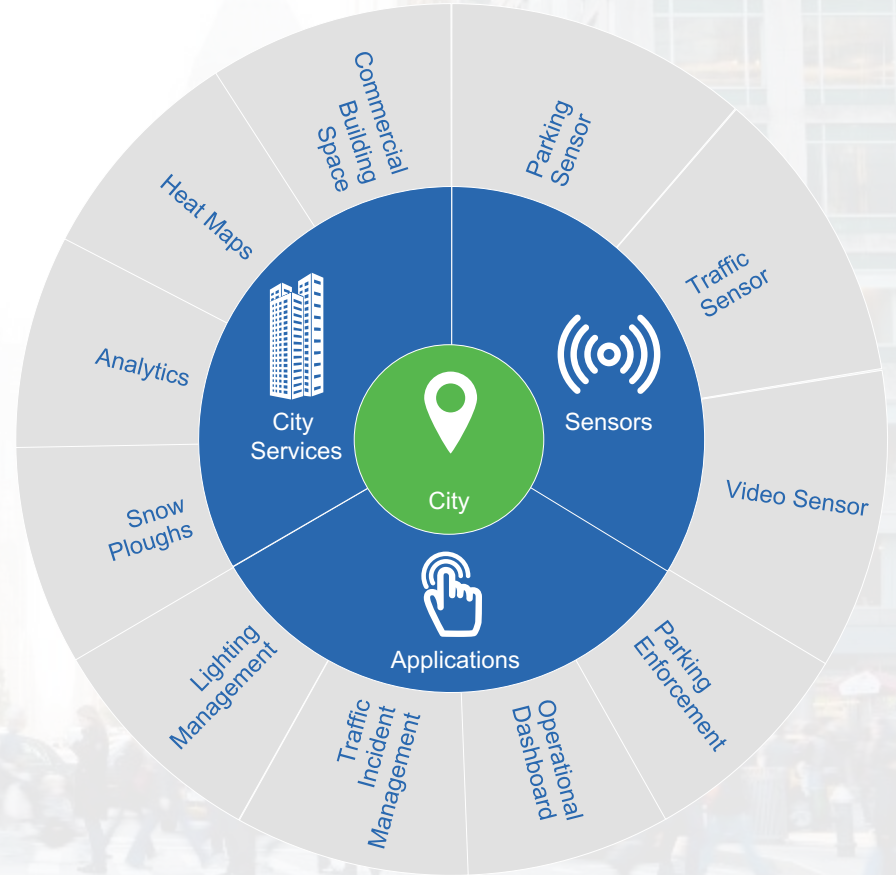 Commercial
Building
Space
Parking
Sensor
Heat Maps
Traffic
Sensor
Analytics
City
Services
Sensors
City
Video Sensor
Snow
Ploughs
Applications
Lighting
Management
Traffic
Incident
Management
Operational
Dashboard
Parking
Enforcement